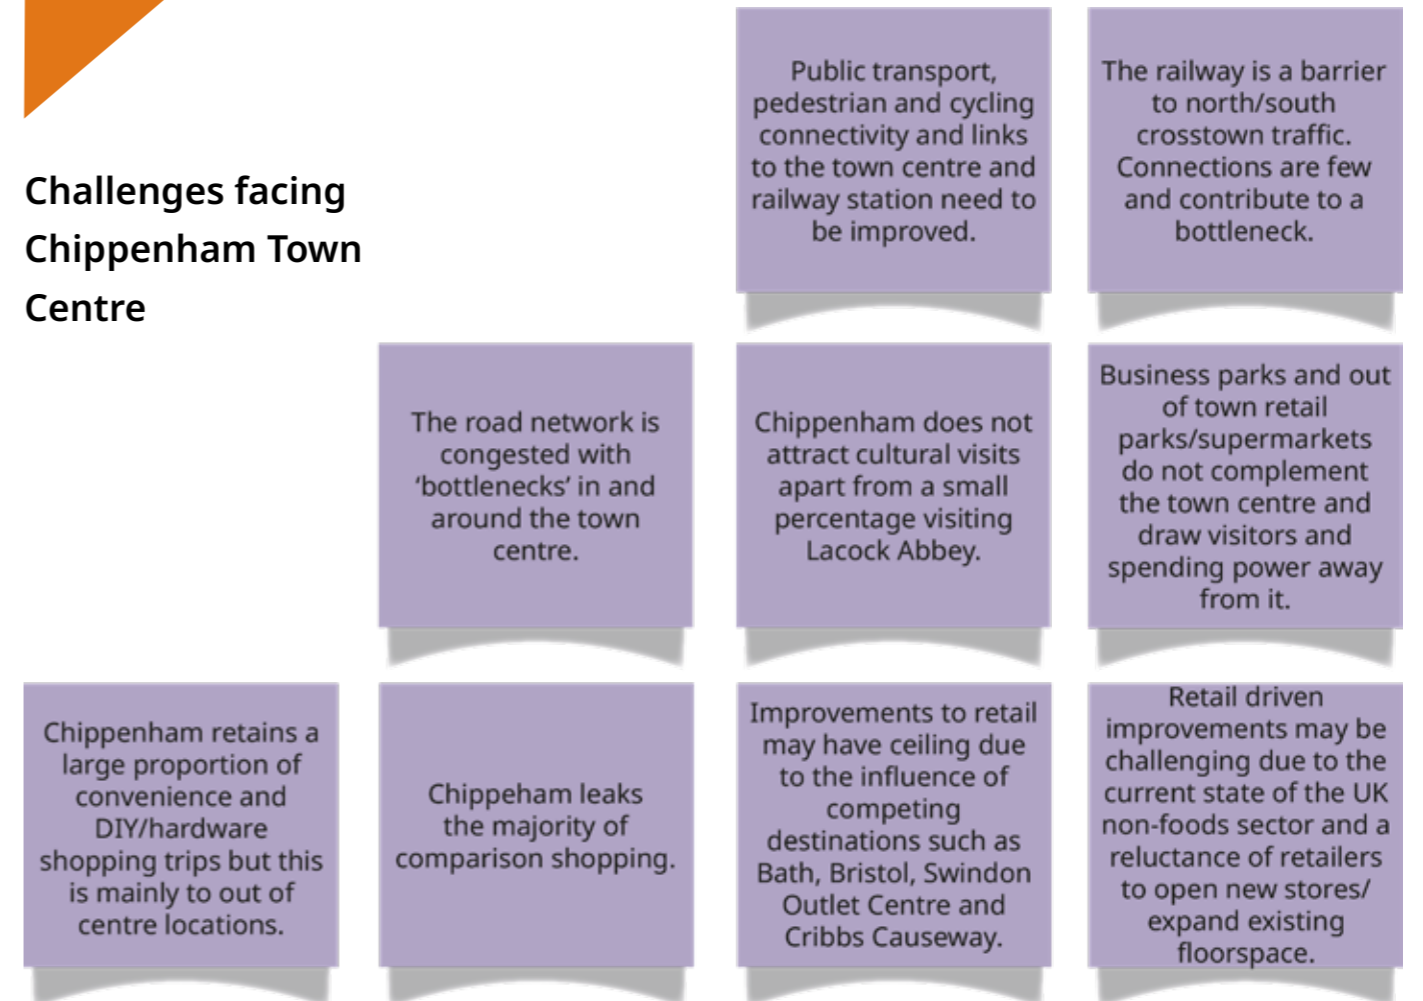 Challenges facing
Chippenham Town
Centre
Public transport,
pedestrian and cycling
connectivity and links
to the town centre and
railway station need to
be improved.
The railway is a barrier
to north/south
crosstown traffic.
Connections are few
and contribute to a
bottleneck.
The road network is
congested with
‘bottlenecks’ in and
around the town
centre.
Chippenham does not
attract cultural visits
apart from a small
percentage visiting
Lacock Abbey.
Business parks and out
of town retail
parks/supermarkets
do not complement
the town centre and
draw visitors and
spending power away
from it.
Chippenham retains a
large proportion of
convenience and
DIY/hardware
shopping trips but this
is mainly to out of
centre locations.
Chippeham leaks
the majority of
comparison shopping.
Improvements to retail
may have ceiling due
to the influence of
competing
destinations such as
Bath, Bristol, Swindon
Outlet Centre and
Cribbs Causeway.
Retail driven
improvements may be
challenging due to the
current state of the UK
non-foods sector and a
reluctance of retailers
to open new stores/
expand existing
floorspace.